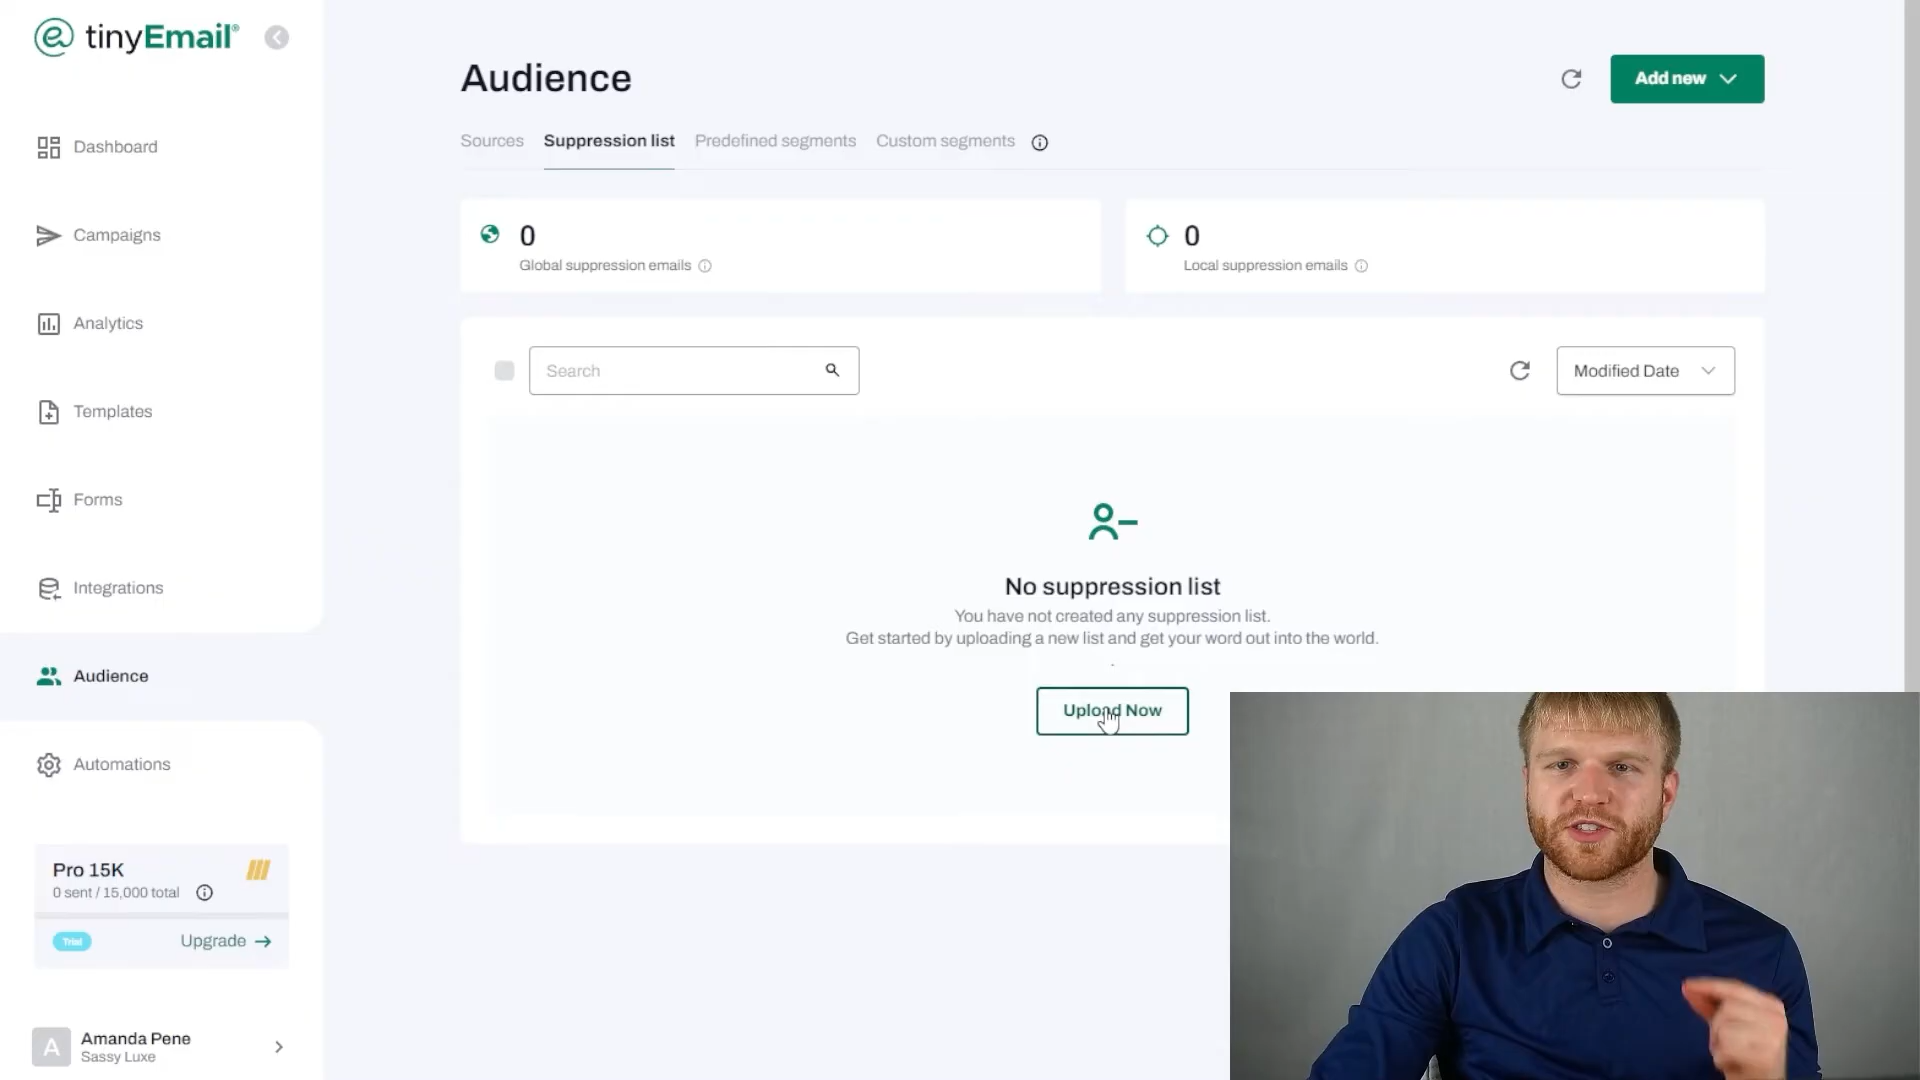 tinyEmail®
Dashboard
Campaigns
Analytics
Templates
Forms
Integrations
Audience
Automations
Pro 15K
0 sent / 15,000 total
Trial
Upgrade
A
Amanda Pene
Sassy Luxe
Audience
Add new
Sources
Suppression list
Predefined segments
Custom segments
0
Global suppression emails
0
Local suppression emails
Search
Modified Date
No suppression list
You have not created any suppression list.
Get started by uploading a new list and get your word out into the world.
Upload Now